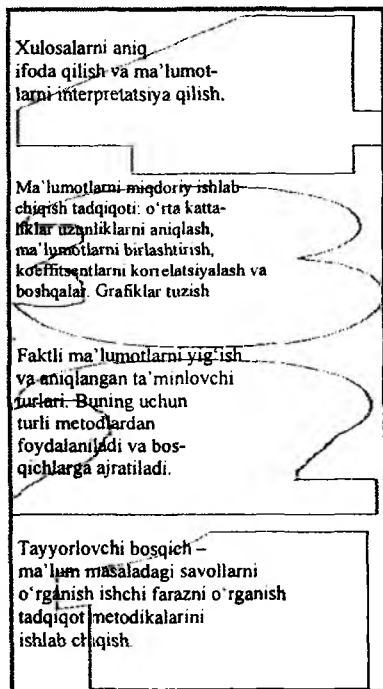 Xulosalarni aniq
ifoda qilish va ma'lumot-
larni interpretatsiya qilish.
Ma'lumotlarni miqdoriy ishlab
chiqish tadqiqoti: o'rta katta-
liklar uzunliklarni aniqlash,
ma'lumotlarni birlashtirish,
koeffitsentlarni korrelatsiyalash va
boshqalar. Grafiklar tuzish
Faktli ma'lumotlarni yig'ish
va aniqlangan ta'minlovchi
turlari. Buning uchun
turli metodlardan
foydalaniladi va bos-
qichlarga ajratiladi.
Tayyorlovchi bosqich –
ma'lum masaladagi savollarni
o'rganish ishchi farazni o'rganish
tadqiqot metodikalarini
ishlab chiqish